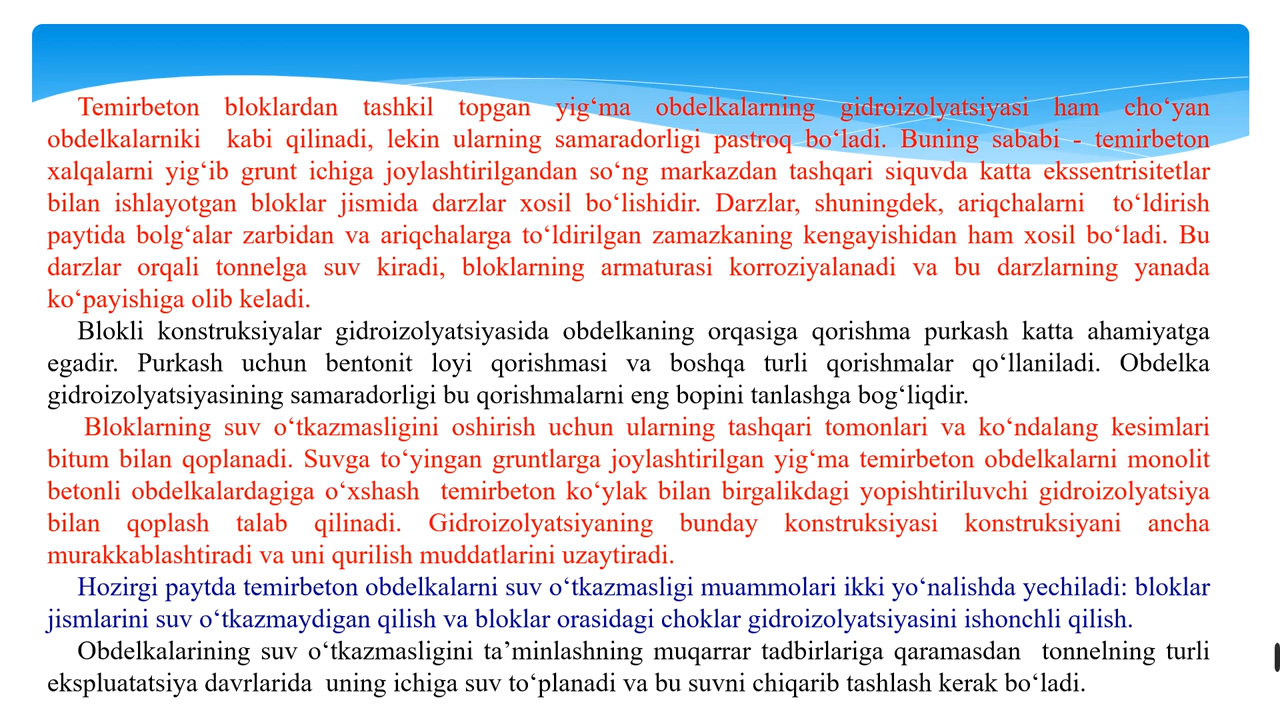 Temirbeton bloklardan tashkil topgan yig‘ma obdelkalarning gidroizolyatsiyasi ham cho‘yan
obdelkalarniki kabi qilinadi, lekin ularning samaradorligi pastroq bo‘ladi. Buning sababi - temirbeton
xalqalarni yig‘ib grunt ichiga joylashtirilgandan so‘ng markazdan tashqari siquvda katta ekssentrisitetlar
bilan ishlayotgan bloklar jismida darzlar xosil bo‘lishidir. Darzlar, shuningdek, ariqchalarni to‘ldirish
paytida bolg‘alar zarbidan va ariqchalarga to‘ldirilgan zamazkaning kengayishidan ham xosil bo‘ladi. Bu
darzlar orqali tonnelga suv kiradi, bloklarning armaturasi korroziyalanadi va bu darzlarning yanada
ko‘payishiga olib keladi.
Blokli konstruksiyalar gidroizolyatsiyasida obdelkaning orqasiga qorishma purkash katta ahamiyatga
egadir. Purkash uchun bentonit loyi qorishmasi va boshqa turli qorishmalar qo‘llaniladi. Obdelka
gidroizolyatsiyasining samaradorligi bu qorishmalarni eng bopini tanlashga bog‘liqdir.
Bloklarning suv o‘tkazmasligini oshirish uchun ularning tashqari tomonlari va ko‘ndalang kesimlari
bitum bilan qoplanadi. Suvga to‘yingan gruntlarga joylashtirilgan yig‘ma temirbeton obdelkalarni monolit
betonli obdelkalardagiga o‘xshash temirbeton ko‘ylak bilan birgalikdagi yopishtiriluvchi gidroizolyatsiya
bilan qoplash talab qilinadi. Gidroizolyatsiyaning bunday konstruksiyasi konstruksiyani ancha
murakkablashtiradi va uni qurilish muddatlarini uzaytiradi.
Hozirgi paytda temirbeton obdelkalarni suv o‘tkazmasligi muammolari ikki yo‘nalishda yechiladi: bloklar
jismlarini suv o‘tkazmaydigan qilish va bloklar orasidagi choklar gidroizolyatsiyasini ishonchli qilish.
Obdelkalarining suv o‘tkazmasligini ta’minlashning muqarrar tadbirlariga qaramasdan tonnelning turli
ekspluatatsiya davrlarida uning ichiga suv to‘planadi va bu suvni chiqarib tashlash kerak bo‘ladi.